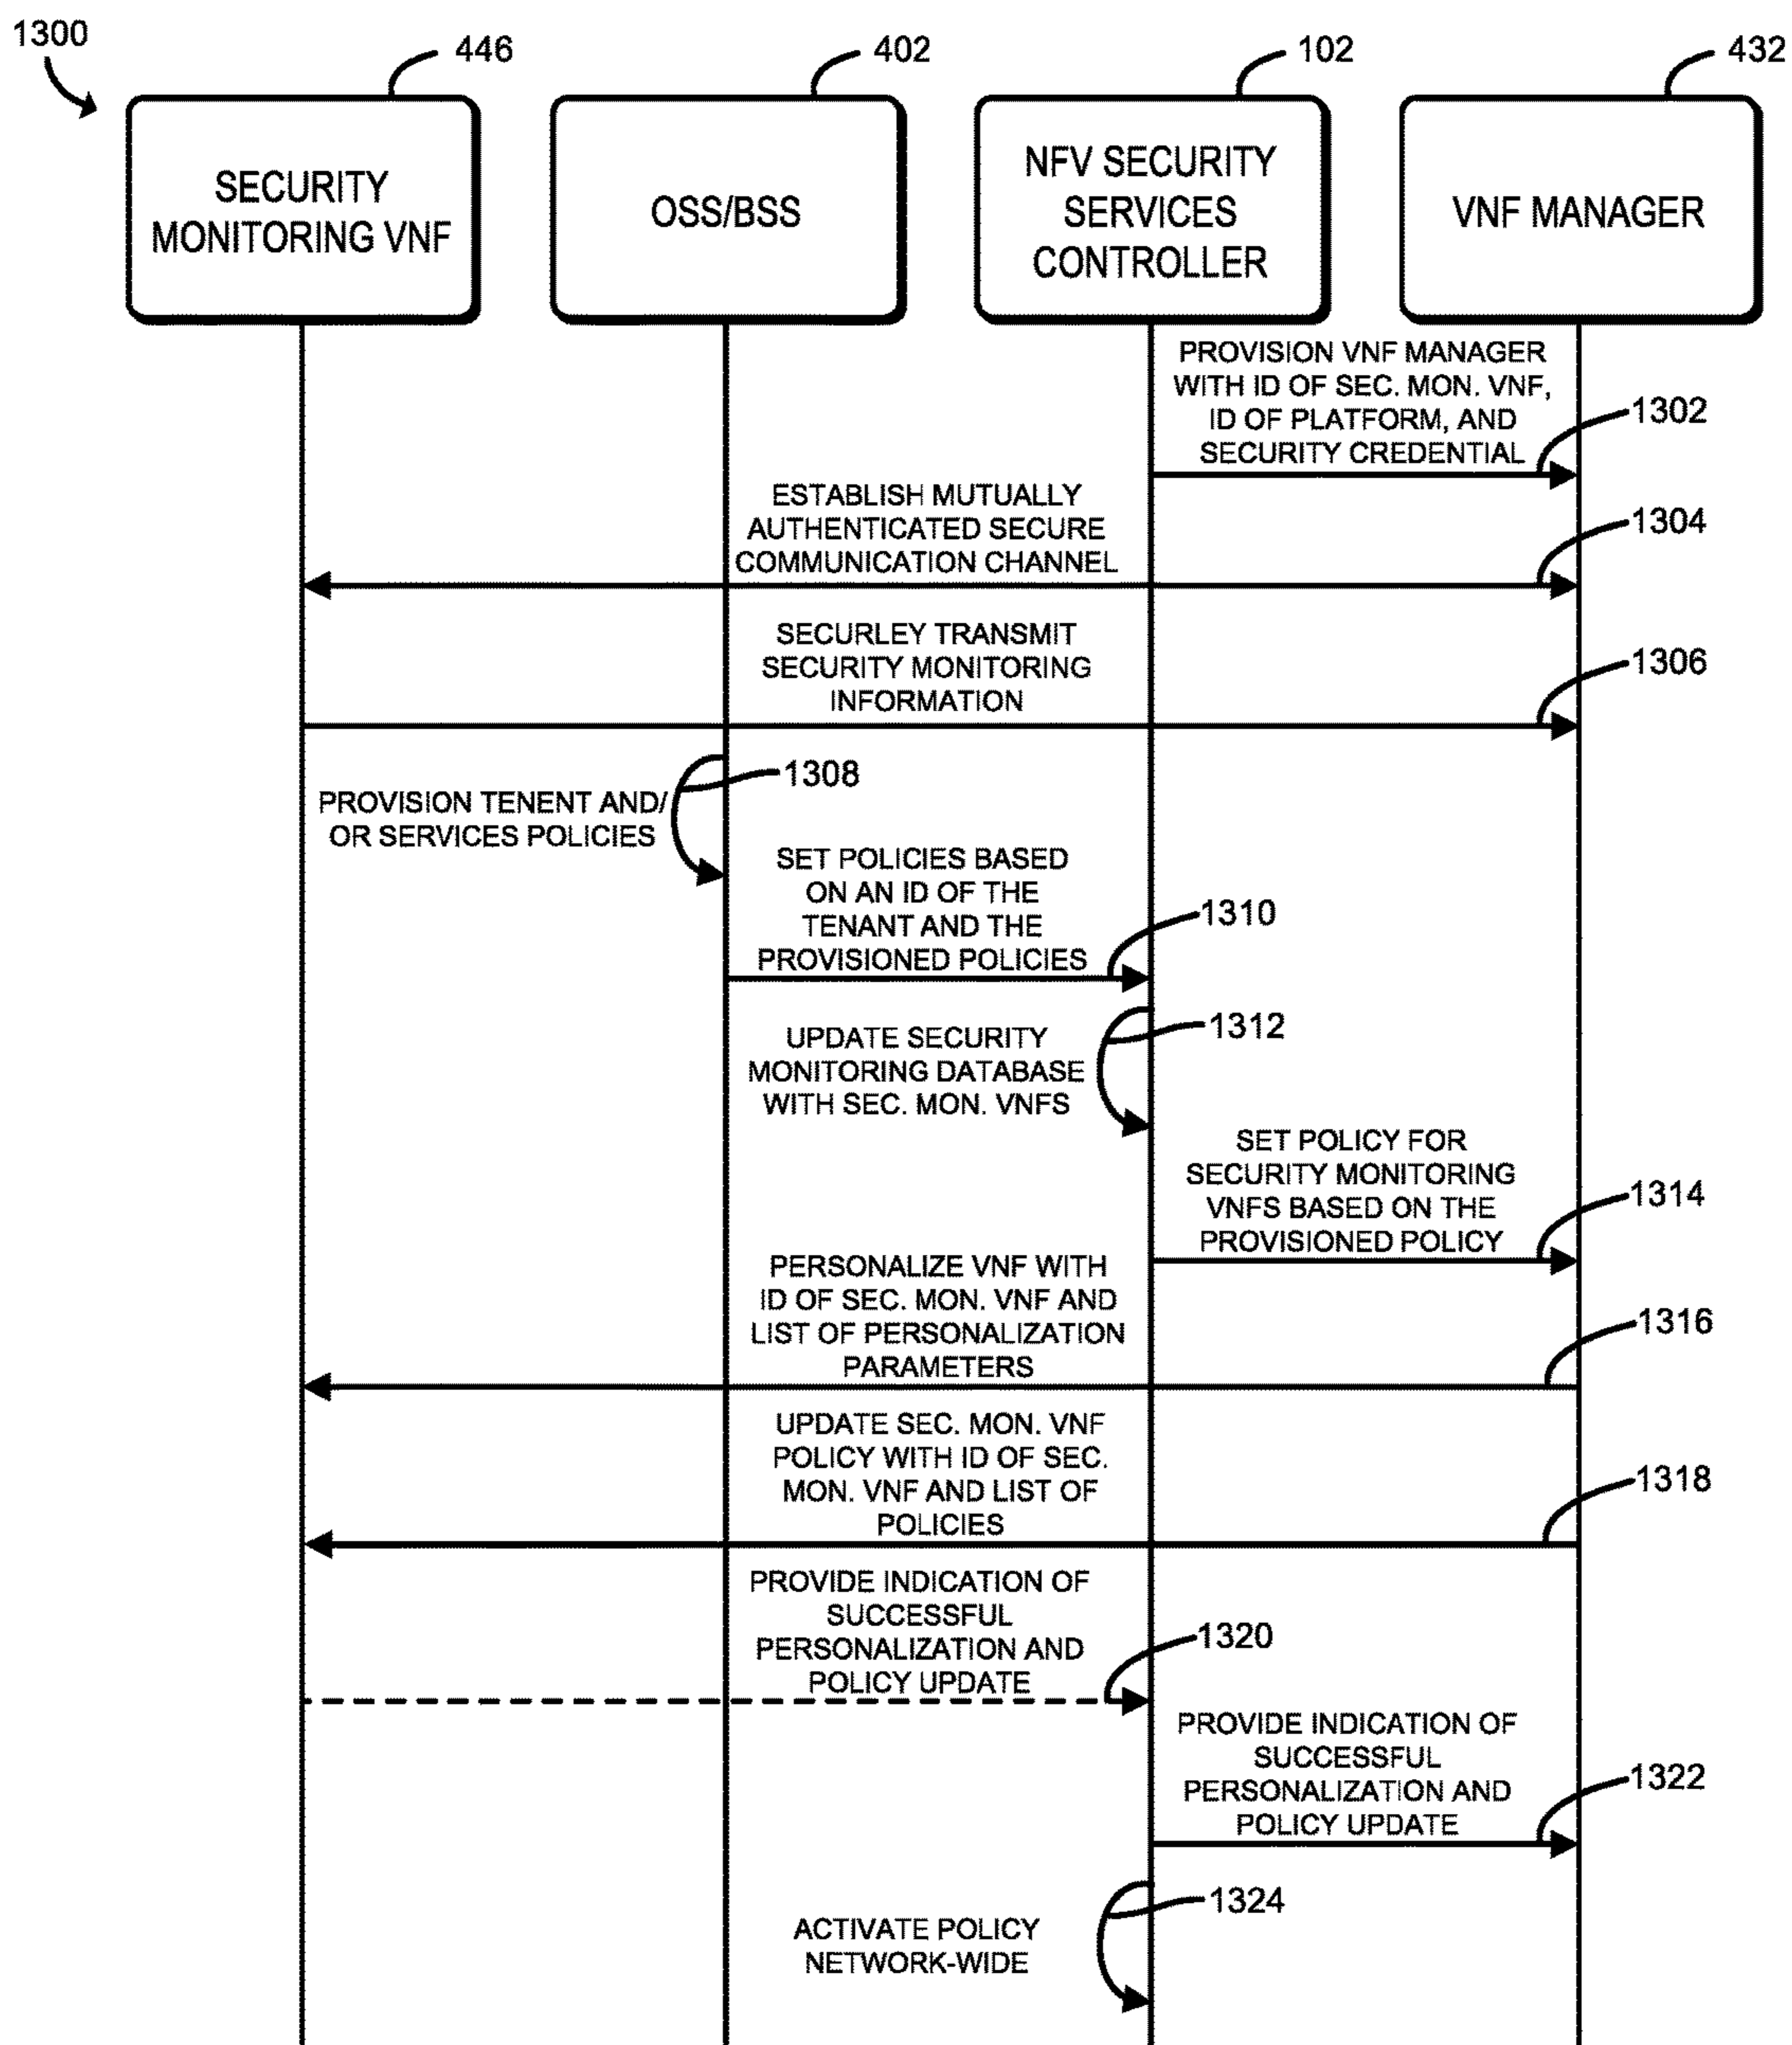 1300
446
402
102
432
SECURITY
MONITORING VNF
OSS/BSS
NFV SECURITY
SERVICES
CONTROLLER
VNF MANAGER
PROVISION VNF MANAGER
WITH ID OF SEC. MON. VNF,
ID OF PLATFORM, AND
SECURITY CREDENTIAL
1302
ESTABLISH MUTUALLY
AUTHENTICATED SECURE
COMMUNICATION CHANNEL
1304
SECURLEY TRANSMIT
SECURITY MONITORING
INFORMATION
1306
PROVISION TENENT AND/
OR SERVICES POLICIES
1308
SET POLICIES BASED
ON AN ID OF THE
TENANT AND THE
PROVISIONED POLICIES
1310
UPDATE SECURITY
MONITORING DATABASE
WITH SEC. MON. VNFS
1312
SET POLICY FOR
SECURITY MONITORING
VNFS BASED ON THE
PROVISIONED POLICY
1314
PERSONALIZE VNF WITH
ID OF SEC. MON. VNF AND
LIST OF PERSONALIZATION
PARAMETERS
1316
UPDATE SEC. MON. VNF
POLICY WITH ID OF SEC.
MON. VNF AND LIST OF
POLICIES
1318
PROVIDE INDICATION OF
SUCCESSFUL
PERSONALIZATION AND
POLICY UPDATE
1320
PROVIDE INDICATION OF
SUCCESSFUL
PERSONALIZATION AND
POLICY UPDATE
1322
ACTIVATE POLICY
NETWORK-WIDE
1324